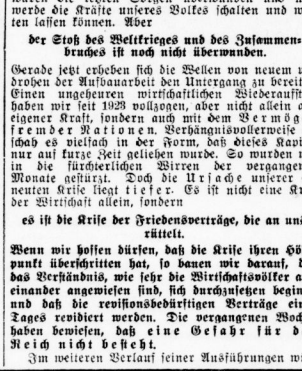 werde die Kräfte unseres Volkes schalten und
ten lassen können. Aber
der Stoß des Weltkrieges und des Zusammen-
bruches ist noch nicht überwunden.
Gerade jetzt erheben sich die Wellen von neuem
drohen der Aufbauarbeit den Untergang zu bereit
Einen ungeheuren wirtschaftlichen Wiederaufst
haben wir seit 1923 vollzogen, aber nicht allein
eigener Kraft, sondern auch mit dem Vermög
fremder Nationen. Verhängnisvollerweise
schah es vielfach in der Form, daß dieses Kapi
nur auf kurze Zeit geliehen wurde. So wurden
in die fürchterlichen Wirren der vergangen
Monate gestürzt. Doch die Ursache unserer
neuten Krise liegt tiefer. Es ist nicht eine Kr
der Wirtschaft allein, sondern
es ist die Krise der Friedensverträge, die an un
rüttelt.
Wenn wir hoffen dürfen, daß die Krise ihren Hö
punkt überschritten hat, so bauen wir darauf, d
das Verständnis, wie sehr die Wirtschaftsvölker a
einander angewiesen sind, sich durchzusetzen begin
und daß die revisionsbedürftigen Verträge ein
Tages revidiert werden. Die vergangenen Woch
haben bewiesen, daß eine Gefahr für d
Reich nicht besteht.
Im weiteren Verlauf seiner Ausführungen w